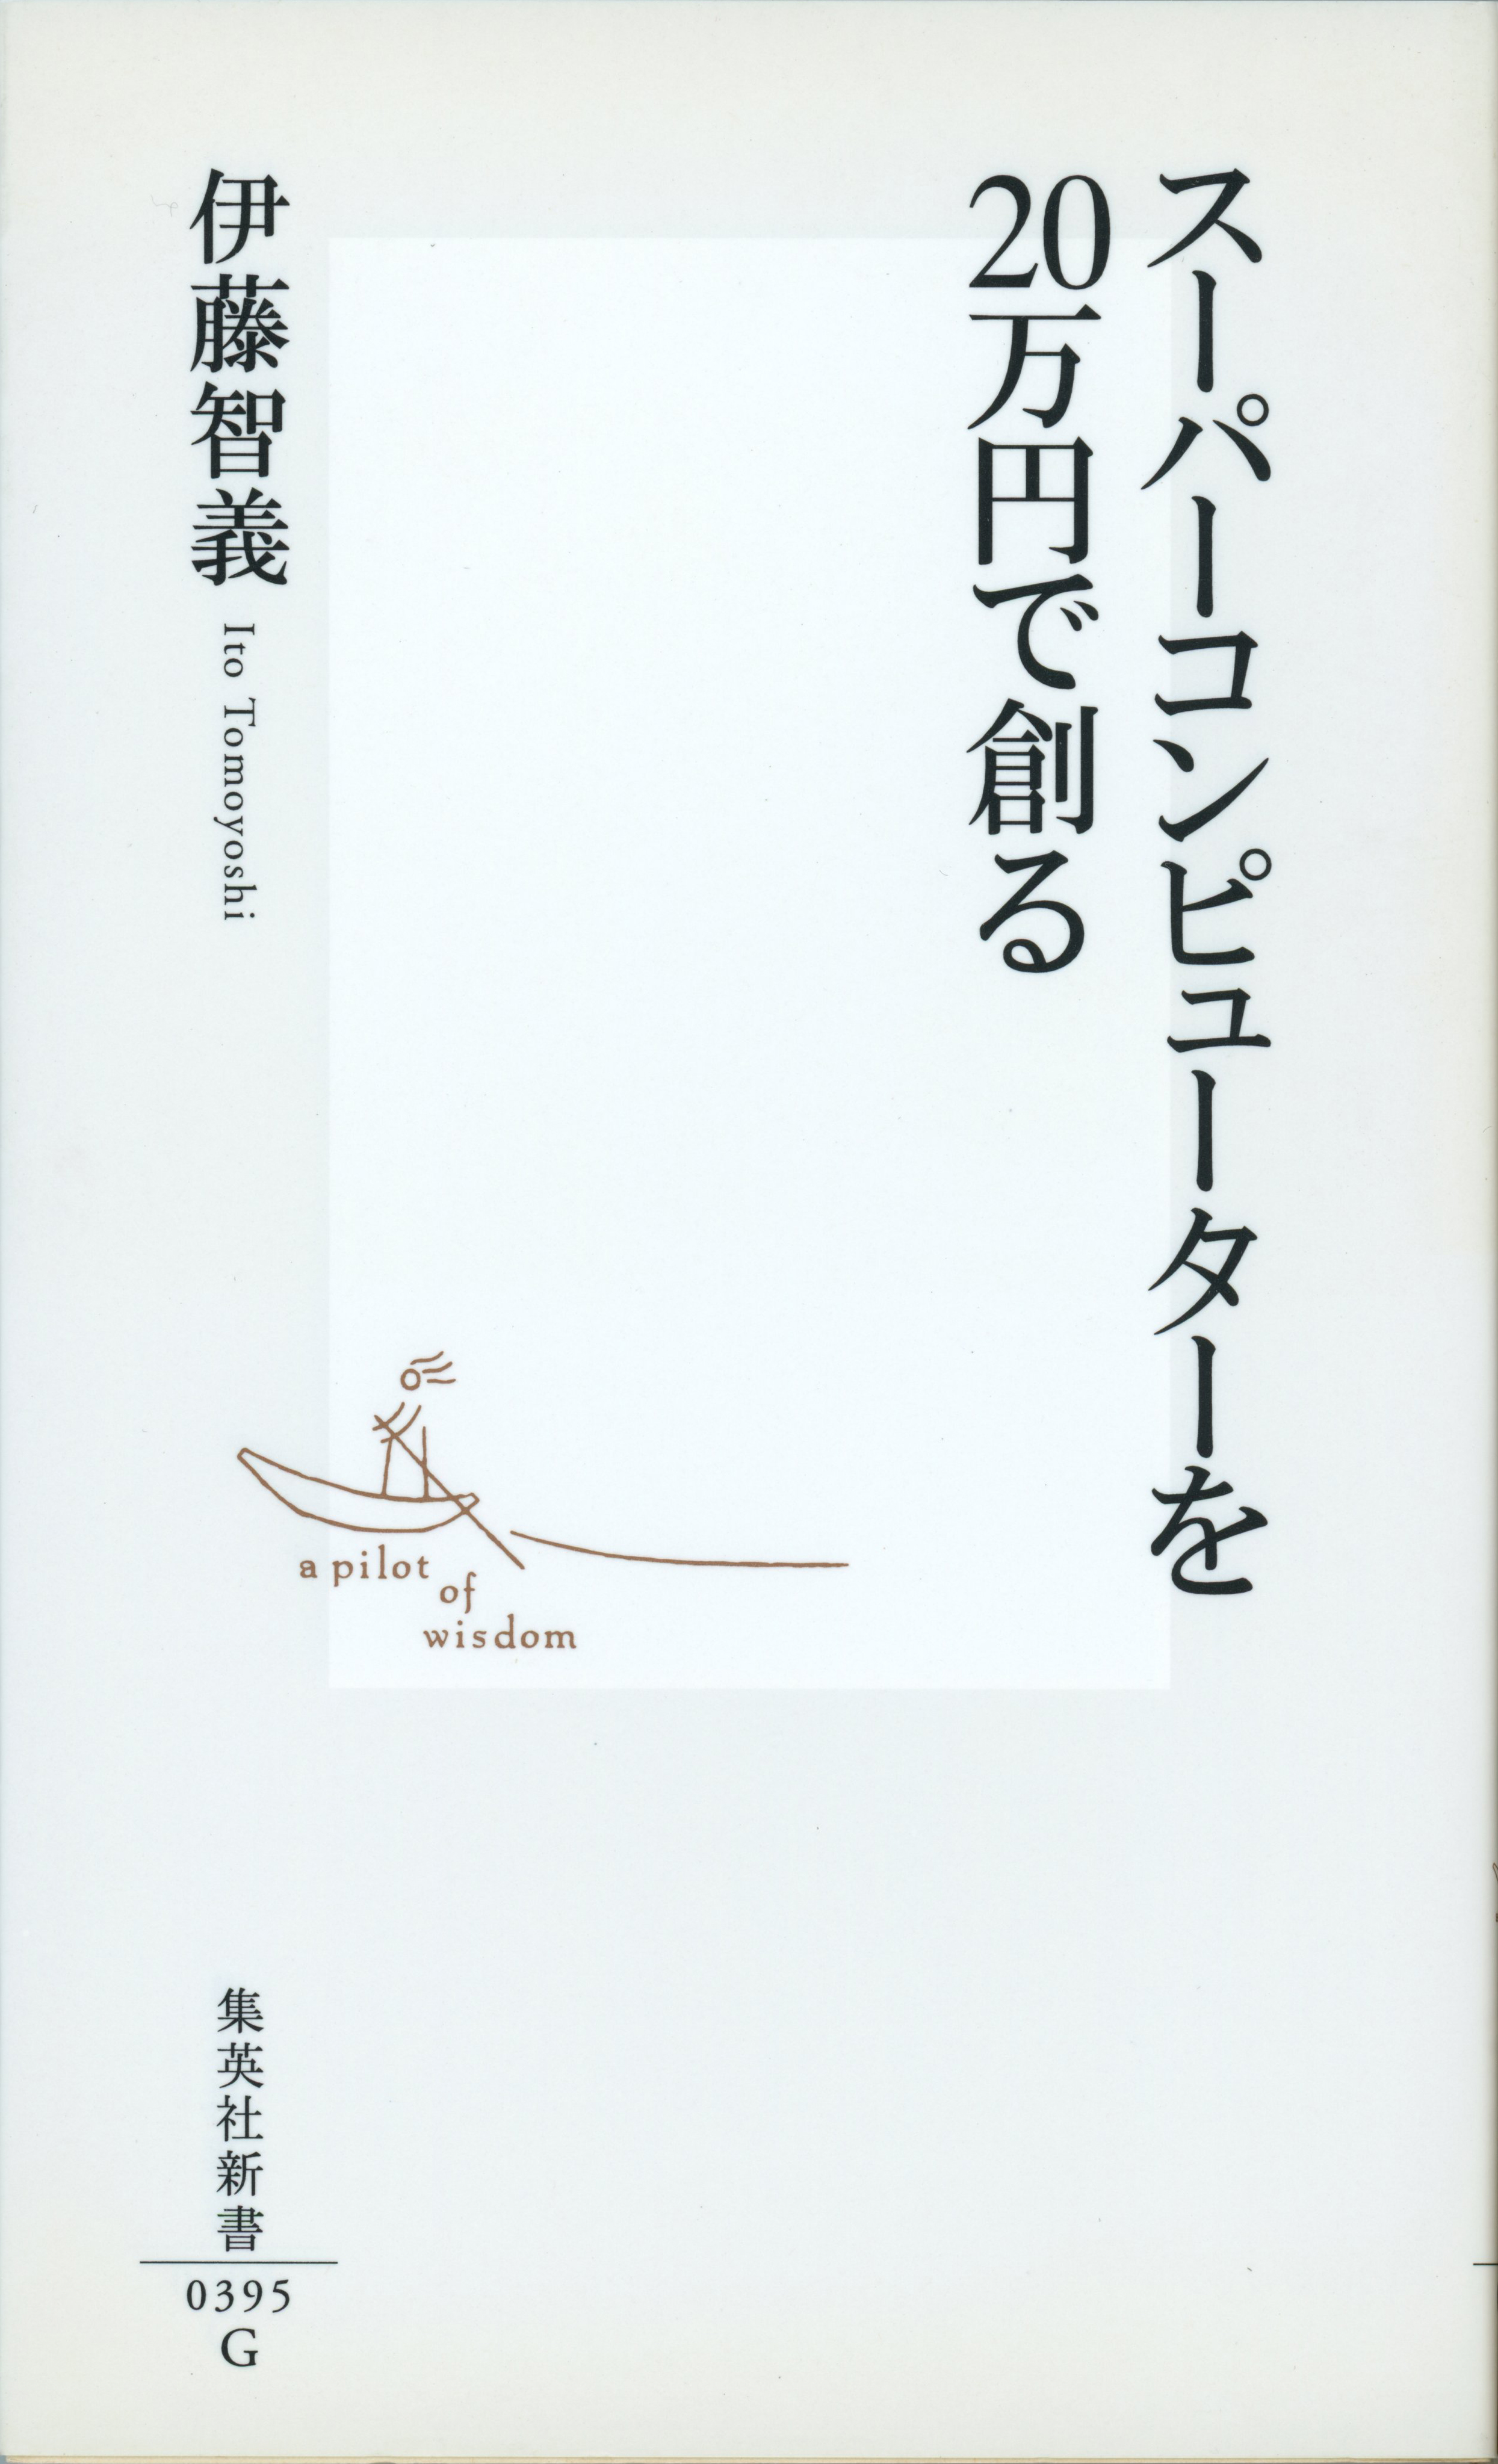 スーパーコンピューターを
20万円で創る
伊藤智義 Ito Tomoyoshi
a pilot
of
wisdom
集英社新書
0395
G